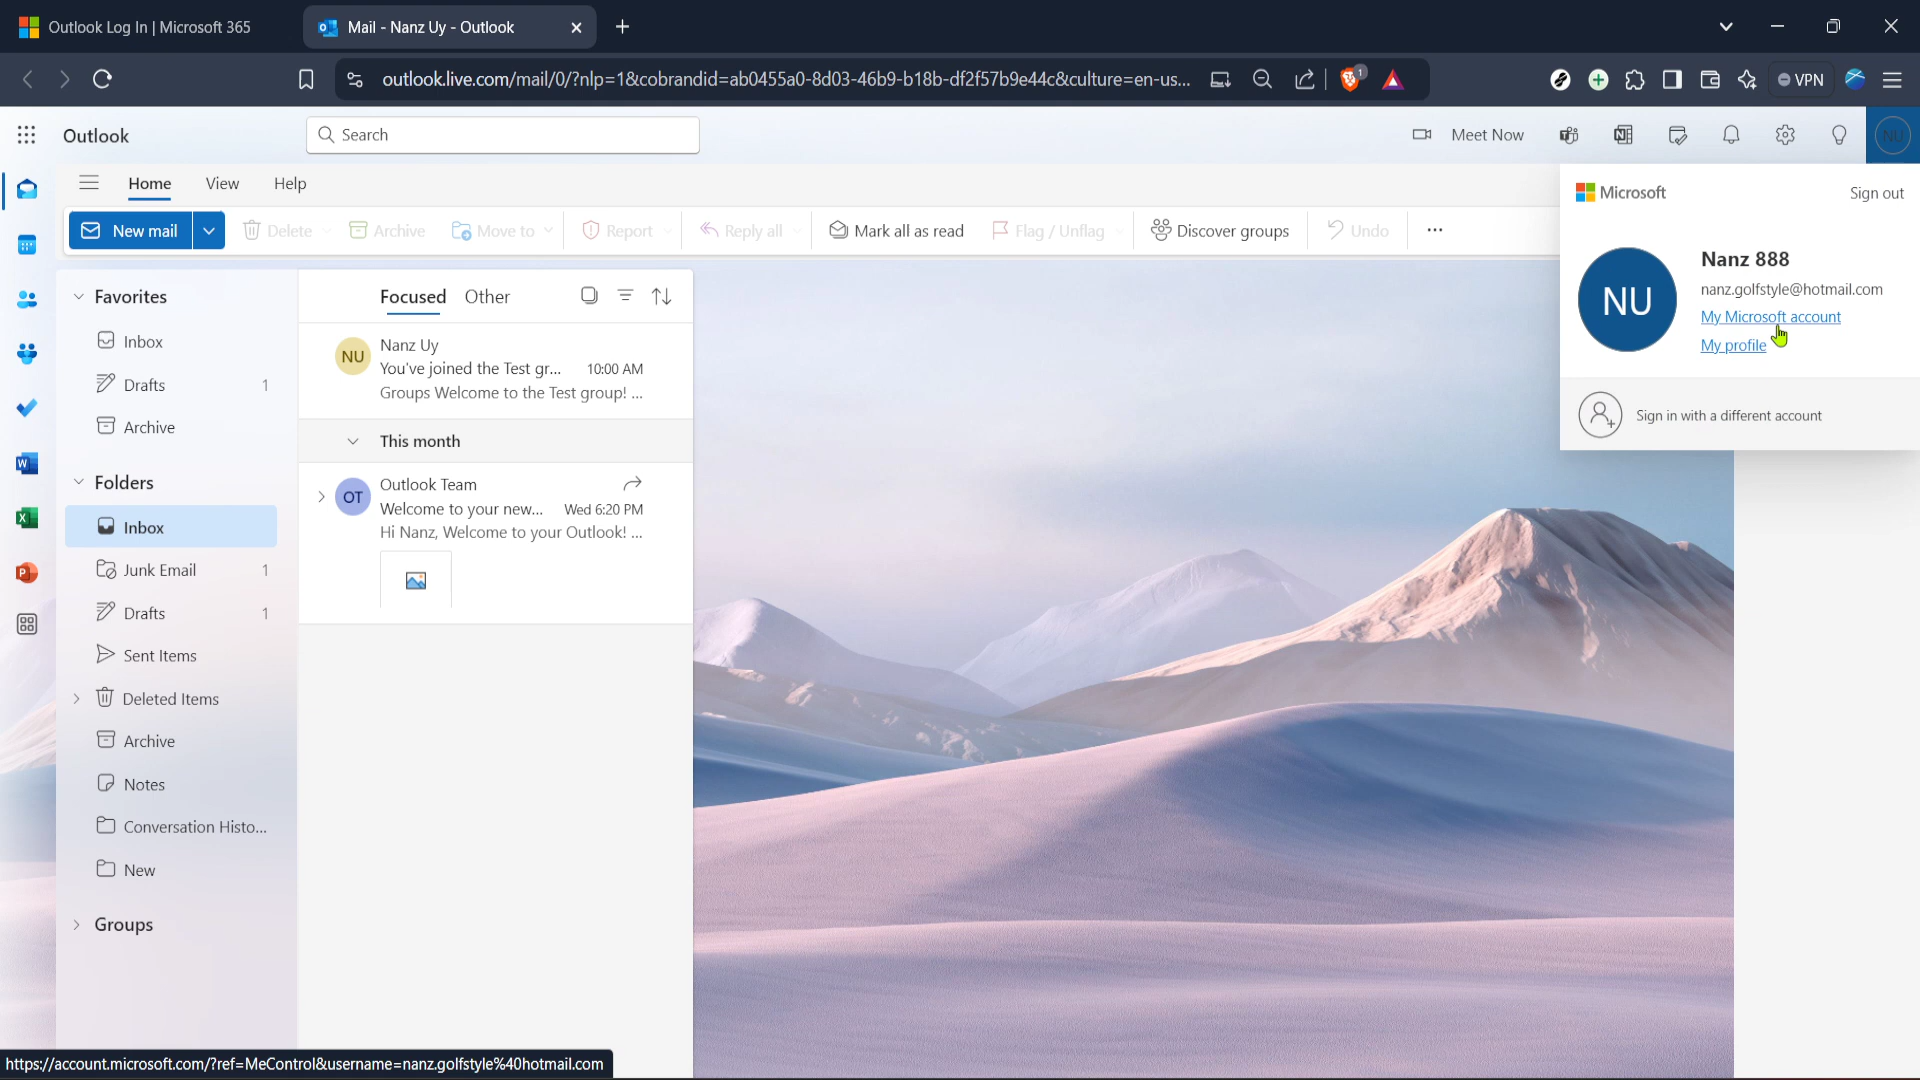 Outlook Log In | Microsoft 365
Mail - Nanz Uy - Outlook
outlook.live.com/mail/0/?nlp=1&cobrandid=ab0455a0-8d03-46b9-b18b-df2f57b9e44c&culture=en-us...
1
VPN
Outlook
Search
Meet Now
NU
Home
View
Help
New mail
Delete
Archive
Move to
Report
Reply all
Mark all as read
Flag / Unflag
Discover groups
Undo
Microsoft
Sign out
NU
Nanz 888
nanz.golfstyle@hotmail.com
My Microsoft account
My profile
Sign in with a different account
Favorites
Inbox
Drafts 1
Archive
Folders
Inbox
Junk Email 1
Drafts 1
Sent Items
Deleted Items
Archive
Notes
Conversation Histo...
New
Groups
Focused
Other
NU
Nanz Uy
You've joined the Test gr... 10:00 AM
Groups Welcome to the Test group! ...
This month
OT
Outlook Team
Welcome to your new... Wed 6:20 PM
Hi Nanz, Welcome to your Outlook! ...
https://account.microsoft.com/?ref=MeControl&username=nanz.golfstyle%40hotmail.com